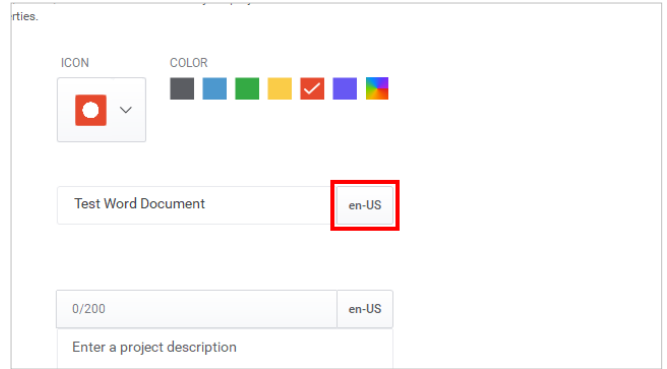 rties.
ICON COLOR
Test Word Document en-US
0/200 en-US
Enter a project description